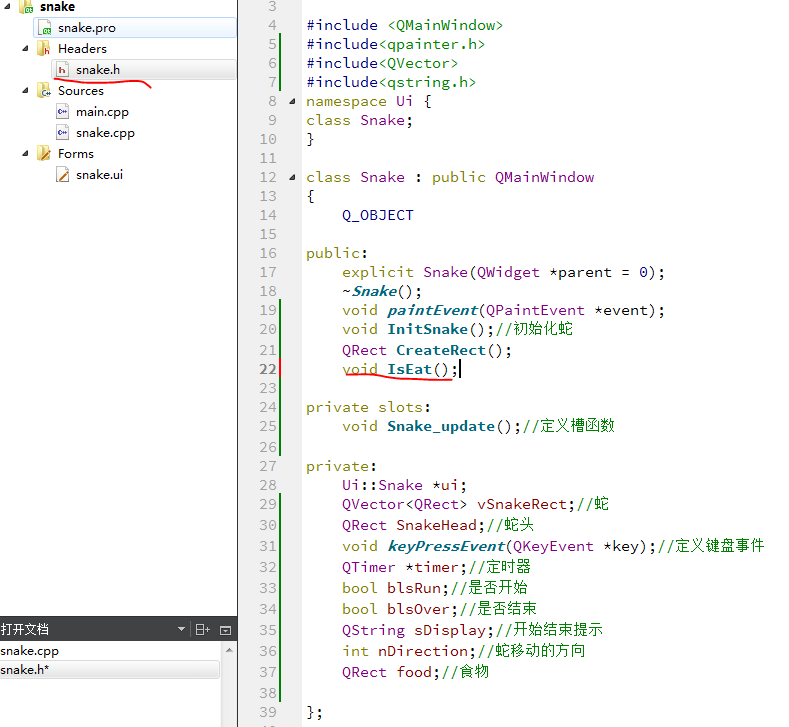 snake
snake.pro
Headers
snake.h
Sources
main.cpp
snake.cpp
Forms
snake.ui
打开文档
snake.cpp
snake.h*
3
4 #include <QMainWindow>
5 #include<qpainter.h>
6 #include<QVector>
7 #include<qstring.h>
8 namespace Ui {
9 class Snake;
10 }
11
12 class Snake : public QMainWindow
13 {
14 Q_OBJECT
15
16 public:
17 explicit Snake(QWidget *parent = 0);
18 ~Snake();
19 void paintEvent(QPaintEvent *event);
20 void InitSnake();//初始化蛇
21 QRect CreateRect();
22 void IsEat();
23
24 private slots:
25 void Snake_update();//定义槽函数
26
27 private:
28 Ui::Snake *ui;
29 QVector<QRect> vSnakeRect;//蛇
30 QRect SnakeHead;//蛇头
31 void keyPressEvent(QKeyEvent *key);//定义键盘事件
32 QTimer *timer;//定时器
33 bool blsRun;//是否开始
34 bool blsOver;//是否结束
35 QString sDisplay;//开始结束提示
36 int nDirection;//蛇移动的方向
37 QRect food;//食物
38
39 };